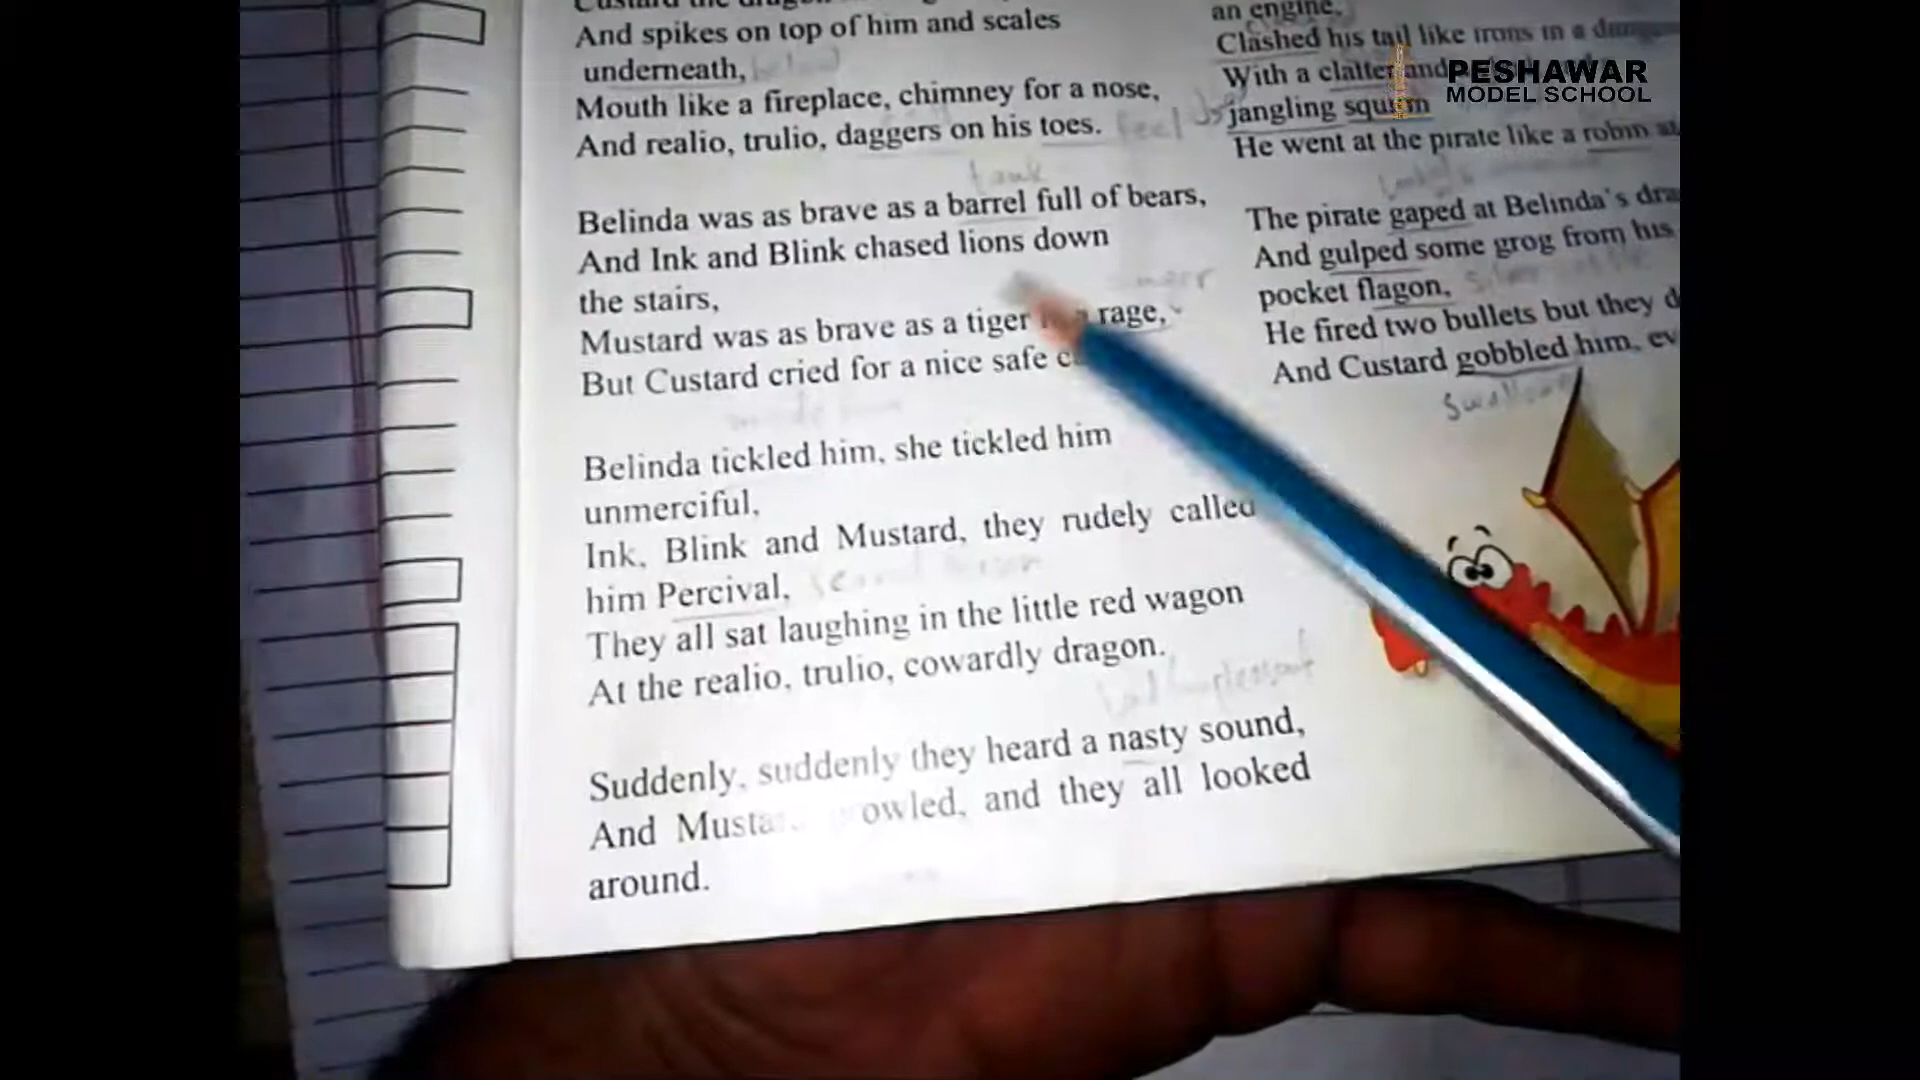 And spikes on top of him and scales
underneath,
Mouth like a fireplace, chimney for a nose,
And realio, trulio, daggers on his toes.
feel
tank
Belinda was as brave as a barrel full of bears,
And Ink and Blink chased lions down
the stairs,
Mustard was as brave as a tiger rage,
But Custard cried for a nice safe
Belinda tickled him, she tickled him
unmerciful,
Ink, Blink and Mustard, they rudely called
him Percival,
They all sat laughing in the little red wagon
At the realio, trulio, cowardly dragon.
Suddenly, suddenly they heard a nasty sound,
And and they all looked
around.
an engine,
Clashed his tail like irons in a
With a clatter and
jangling squirm
He went at the pirate like a robin at
The pirate gaped at Belinda's
And gulped some grog from his
pocket flagon,
He fired two bullets but they
And Custard gobbled him,
PESHAWAR
MODEL SCHOOL